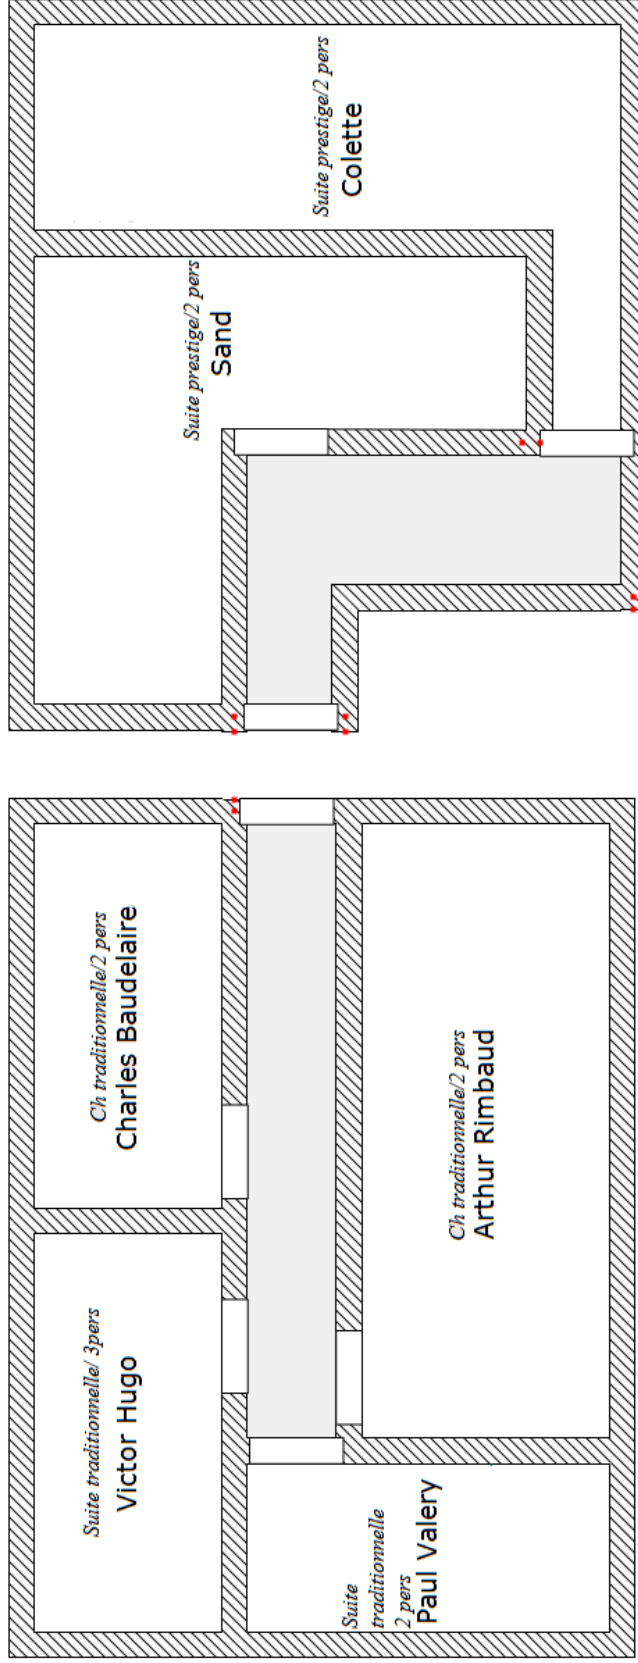 Suite traditionnelle/ 3pers
Victor Hugo
Ch traditionnelle/2 pers
Charles Baudelaire
Suite prestige/2 pers
Sand
Suite prestige/2 pers
Colette
Suite
traditionnelle
2 pers
Paul Valery
Ch traditionnelle/2 pers
Arthur Rimbaud